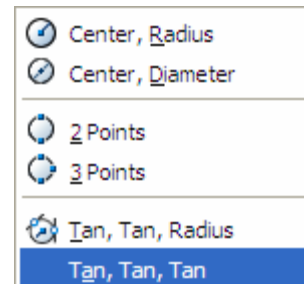 Center, Radius
Center, Diameter
2 Points
3 Points
Tan, Tan, Radius
Tan, Tan, Tan